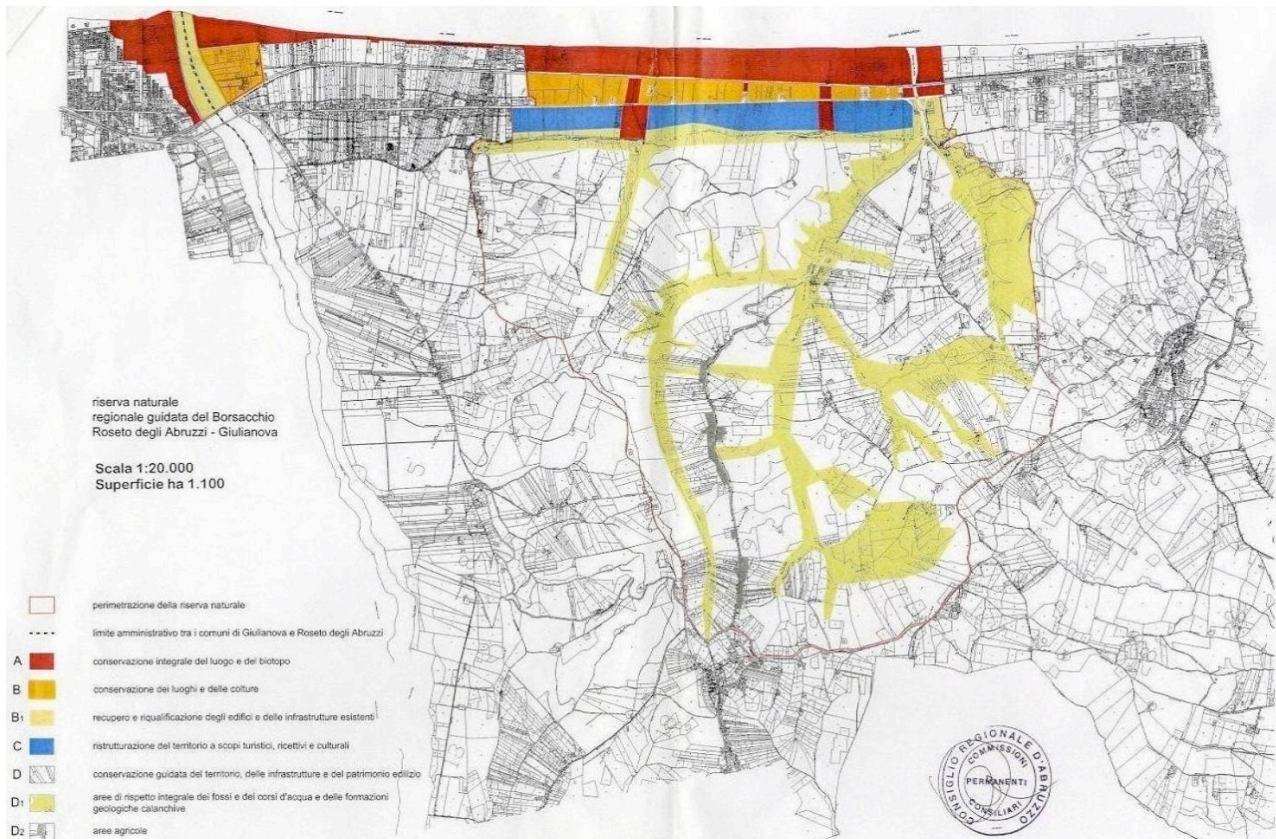 riserva naturale
regionale guidata del Borsacchio
Roseto degli Abruzzi - Giulianova
Scala 1:20.000
Superficie ha 1.100
perimetrazione della riserva naturale
limite amministrativo tra i comuni di Giulianova e Roseto degli Abruzzi
A conservazione integrale del luogo e del biotopo
B conservazione dei luoghi e delle colture
B1 recupero e riqualificazione degli edifici e delle infrastrutture esistenti
C ristrutturazione del territorio a scopi turistici, ricettivi e culturali
D conservazione guidata del territorio, delle infrastrutture e del patrimonio edilizio
D1 aree di rispetto integrale dei fossi e dei corsi d'acqua e delle formazioni
geologiche calanchive
D2 aree agricole
CONSIGLIO REGIONALE D'ABRUZZO
COMMISSIONI
PERMANENTI
CONSILIARI